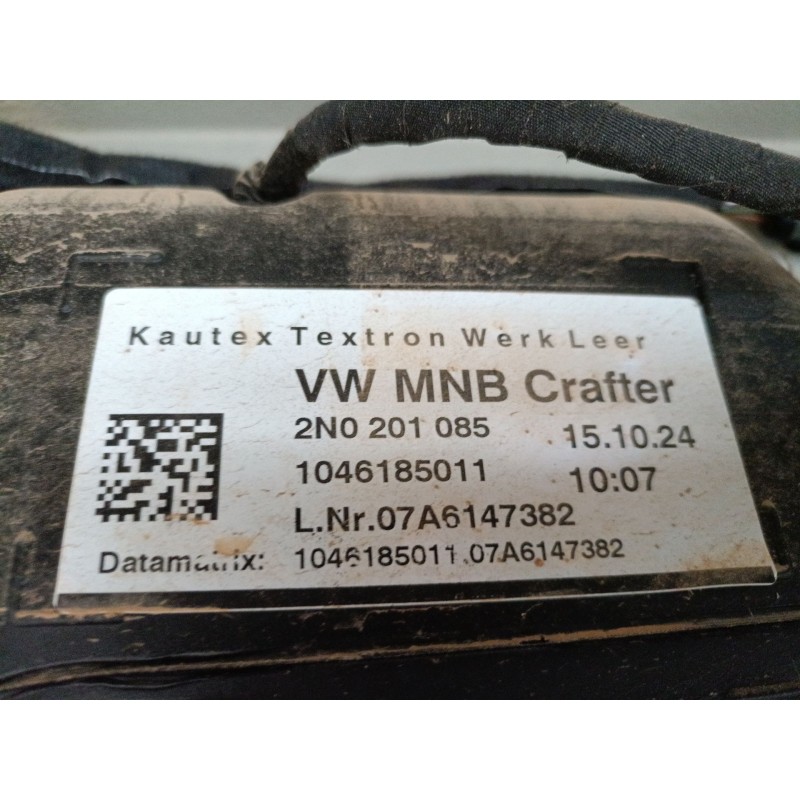 Kautex Textron Werk Leer
VW MNB Crafter
2N0 201 085 15.10.24
1046185011 10:07
L.Nr.07A6147382
Datamatrix: 1046185011.07A6147382